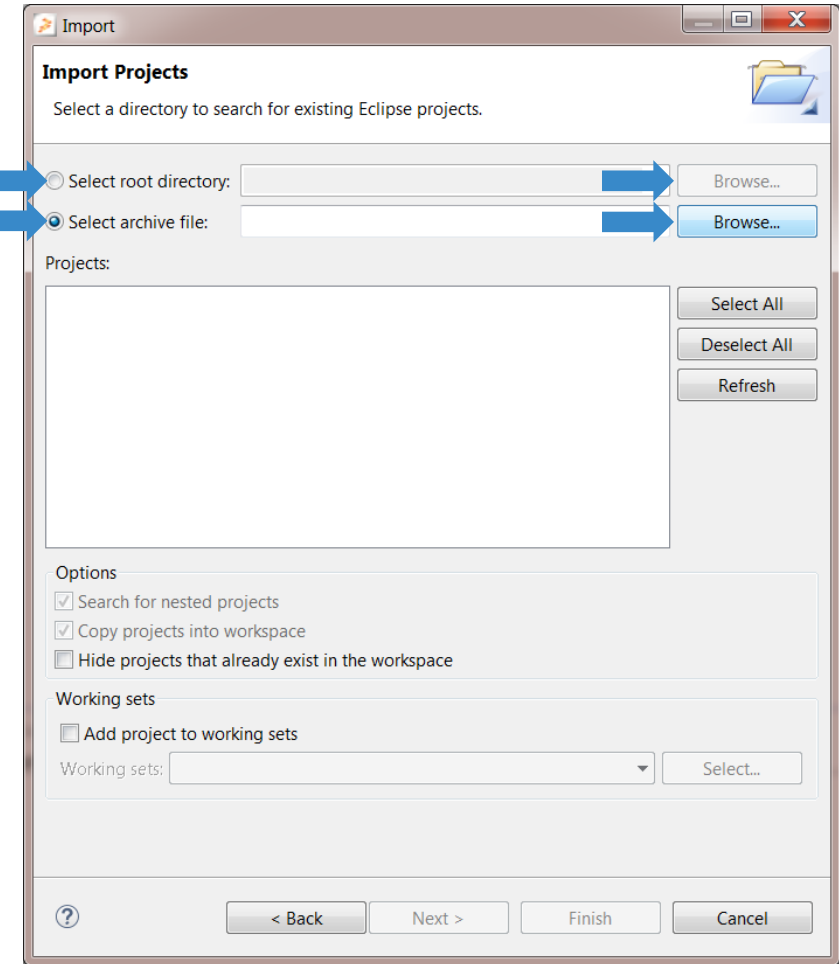 Import
Import Projects
Select a directory to search for existing Eclipse projects.
Select root directory: Browse...
Select archive file: Browse...
Projects:
Select All
Deselect All
Refresh
Options
Search for nested projects
Copy projects into workspace
Hide projects that already exist in the workspace
Working sets
Add project to working sets
Working sets: Select...
? < Back Next > Finish Cancel